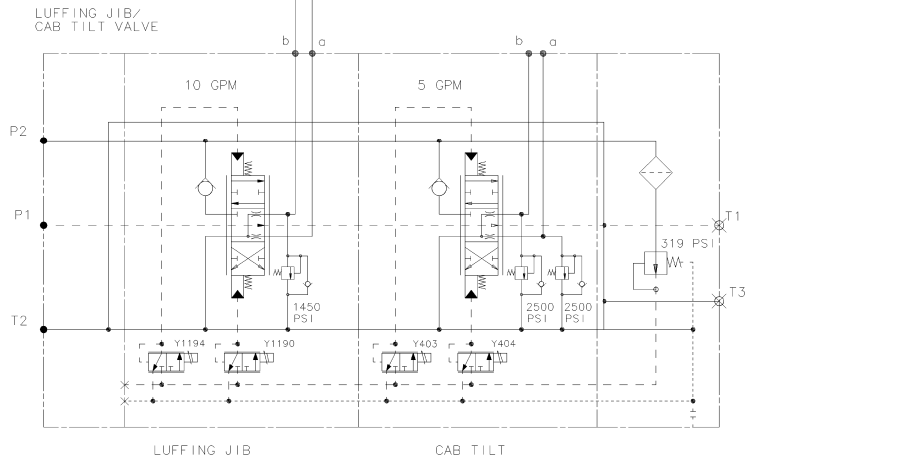 LUFFING JIB/
CAB TILT VALVE
b a
b a
10 GPM
5 GPM
P2
P1
T1
319 PSI
T3
1450
PSI
2500
PSI
2500
PSI
T2
Y1194
Y1190
Y403
Y404
LUFFING JIB
CAB TILT